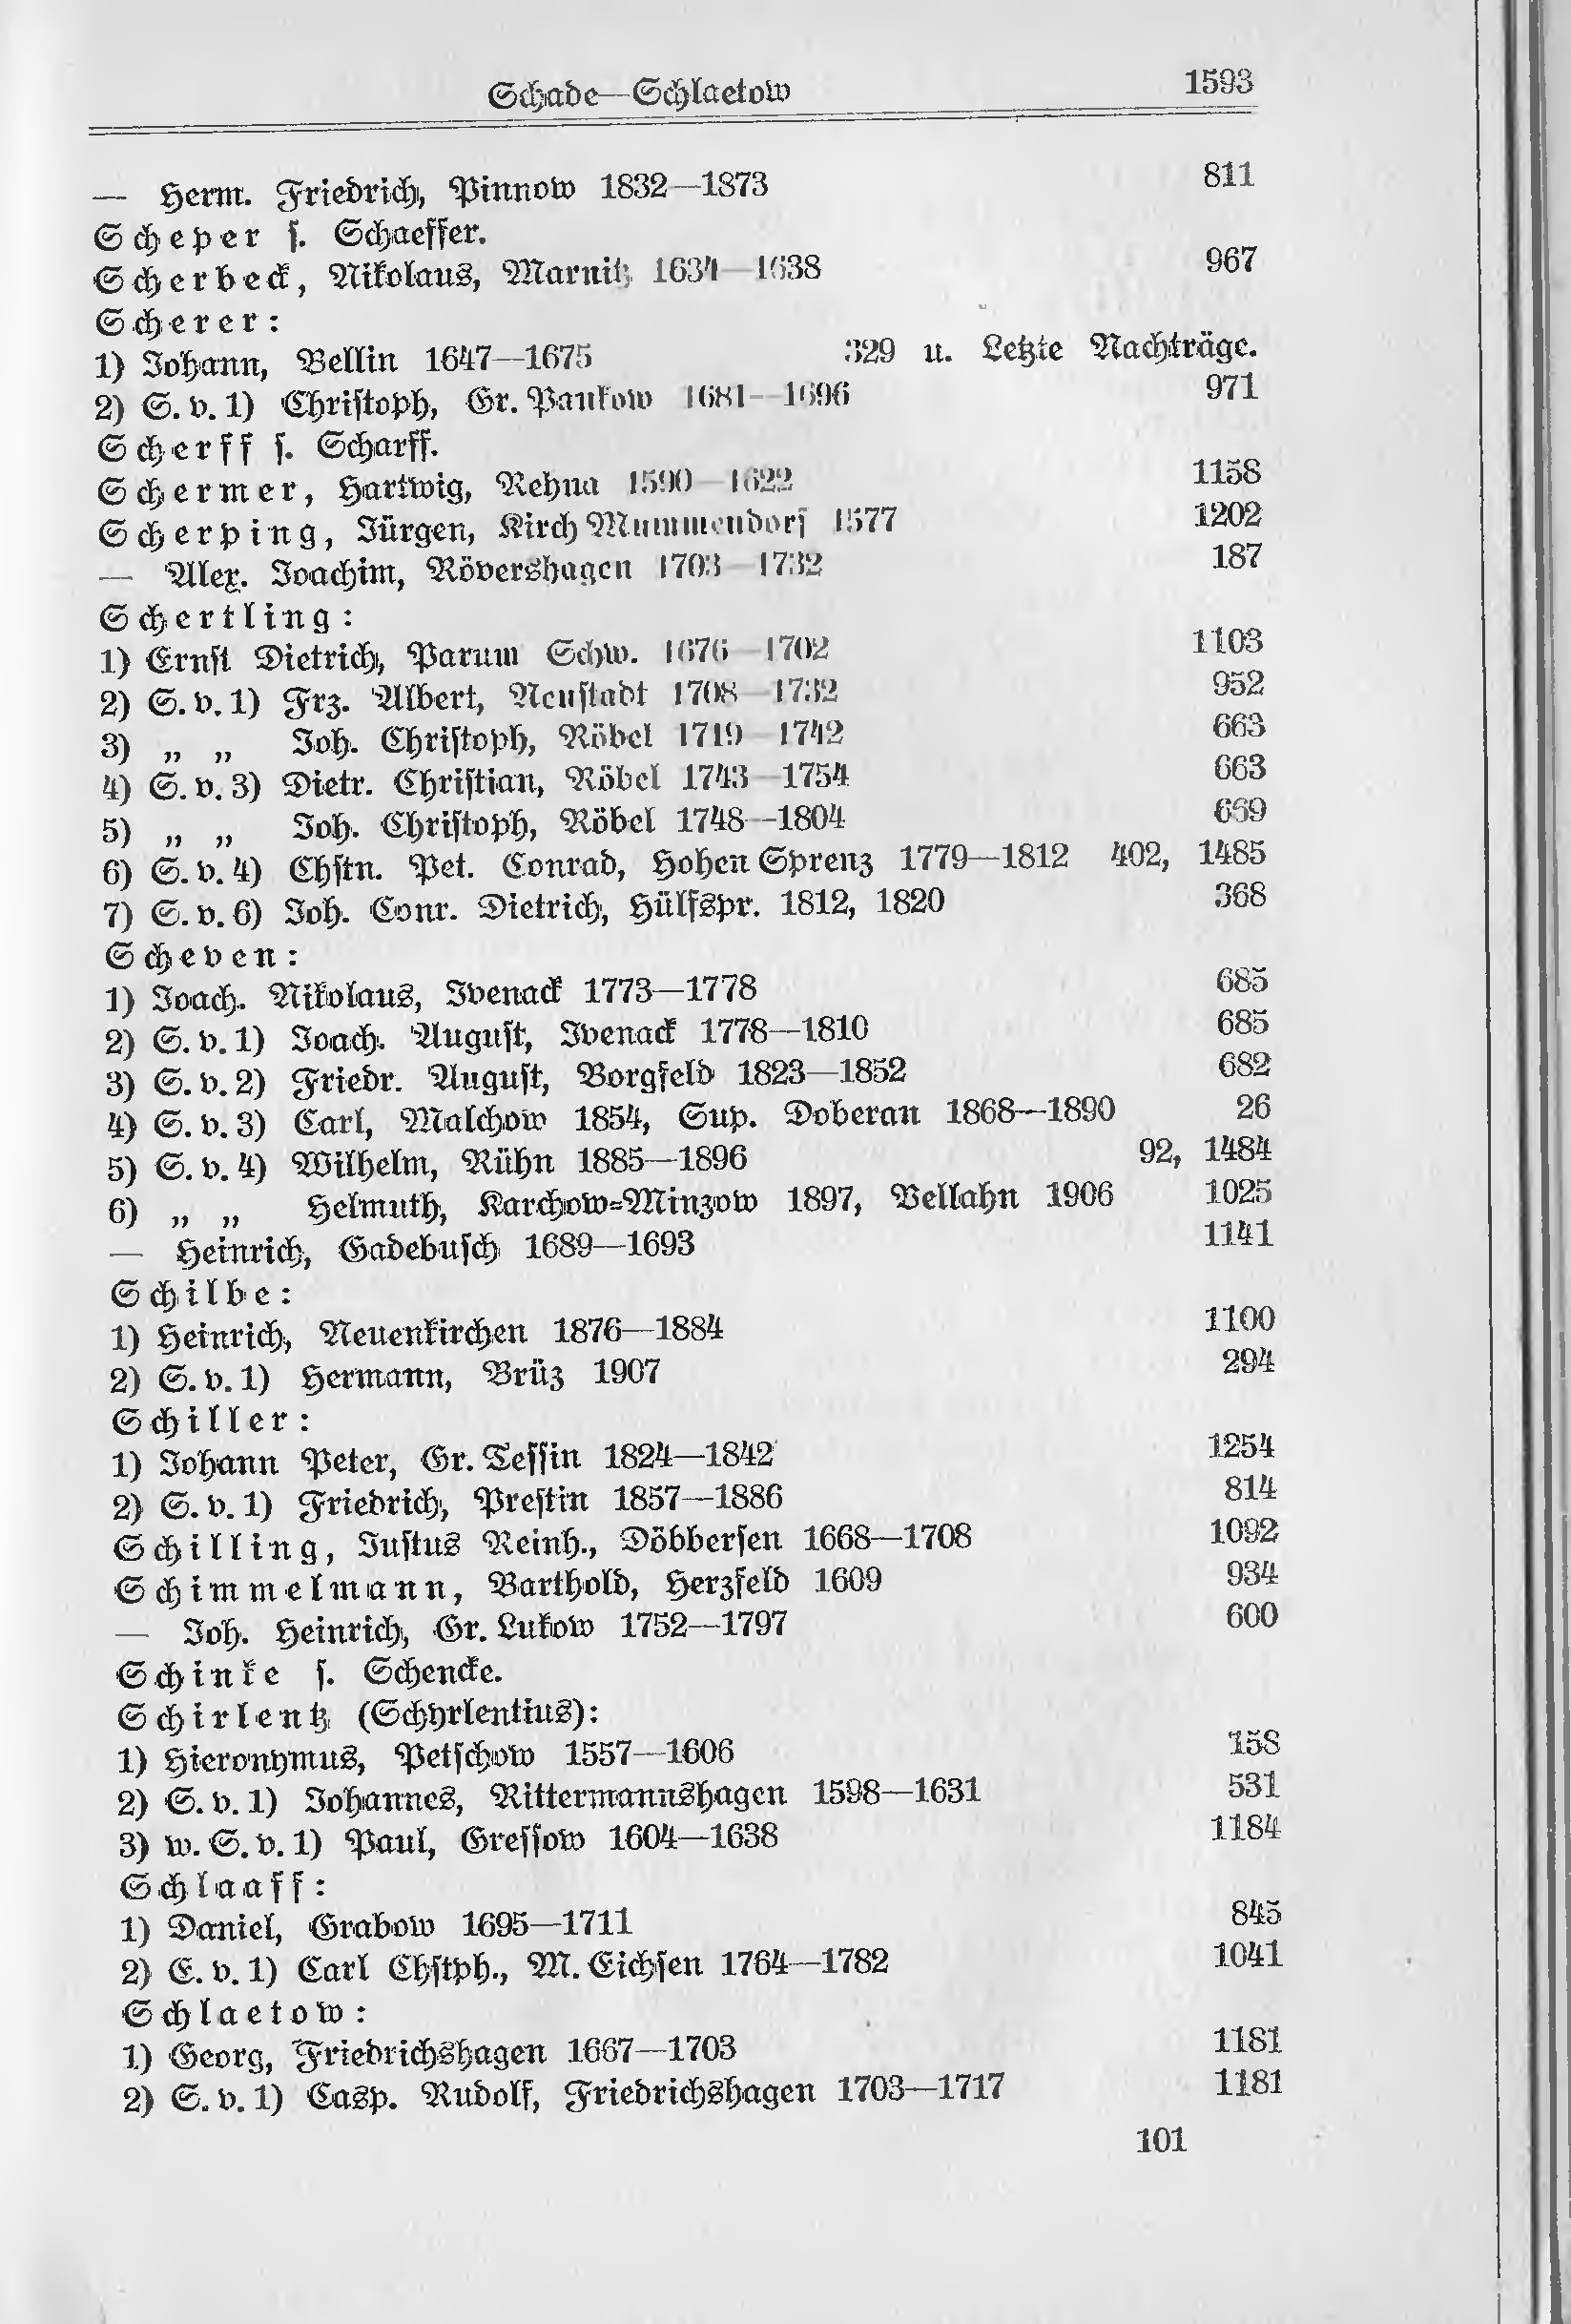 Schade—Schlaetow 1593
— Herm. Friedrich, Pinnow 1832—1873 811
Scheper s. Schaeffer.
Scherbeck, Nikolaus, Marnitz 1634—1638 967
Scherer:
1) Johann, Bellin 1647—1675 329 u. Letzte Nachträge.
2) S. v. 1) Christoph, Gr. Pankow 1681—1696 971
Scherff s. Scharff.
Schermer, Hartwig, Rehna 1590—1622 1158
Scherping, Jürgen, Kirch Mummendorf 1577 1202
— Alex. Joachim, Rövershagen 1703—1732 187
Schertling:
1) Ernst Dietrich, Parum Schw. 1676—1702 1103
2) S. v. 1) Frz. Albert, Neustadt 1708—1732 952
3) „ „ Joh. Christoph, Röbel 1719—1742 663
4) S. v. 3) Dietr. Christian, Röbel 1743—1754 663
5) „ „ Joh. Christoph, Röbel 1748—1804 669
6) S. v. 4) Chstn. Pet. Conrad, Hohen Sprenz 1779—1812 402, 1485
7) S. v. 6) Joh. Conr. Dietrich, Hülfspr. 1812, 1820 368
Scheven:
1) Joach. Nikolaus, Ivenack 1773—1778 685
2) S. v. 1) Joach. August, Ivenack 1778—1810 685
3) S. v. 2) Friedr. August, Borgfeld 1823—1852 682
4) S. v. 3) Carl, Malchow 1854, Sup. Doberan 1868—1890 26
5) S. v. 4) Wilhelm, Rühn 1885—1896 92, 1484
6) „ „ Helmuth, Karchow-Minzow 1897, Vellahn 1906 1025
— Heinrich, Gadebusch 1689—1693 1141
Schilbe:
1) Heinrich, Neuenkirchen 1876—1884 1100
2) S. v. 1) Hermann, Brüz 1907 294
Schiller:
1) Johann Peter, Gr. Tessin 1824—1842 1254
2) S. v. 1) Friedrich, Prestin 1857—1886 814
Schilling, Justus Reinh., Döbbersen 1668—1708 1092
Schimmelmann, Barthold, Herzfeld 1609 934
— Joh. Heinrich, Gr. Lukow 1752—1797 600
Schinke s. Schencke.
Schirlentz (Schyrlentius):
1) Hieronymus, Petschow 1557—1606 158
2) S. v. 1) Johannes, Rittermannshagen 1598—1631 531
3) w. S. v. 1) Paul, Gressow 1604—1638 1184
Schlaaff:
1) Daniel, Grabow 1695—1711 845
2) E. v. 1) Carl Chstph., M. Eichsen 1764—1782 1041
Schlaetow:
1) Georg, Friedrichshagen 1667—1703 1181
2) S. v. 1) Casp. Rudolf, Friedrichshagen 1703—1717 1181
101